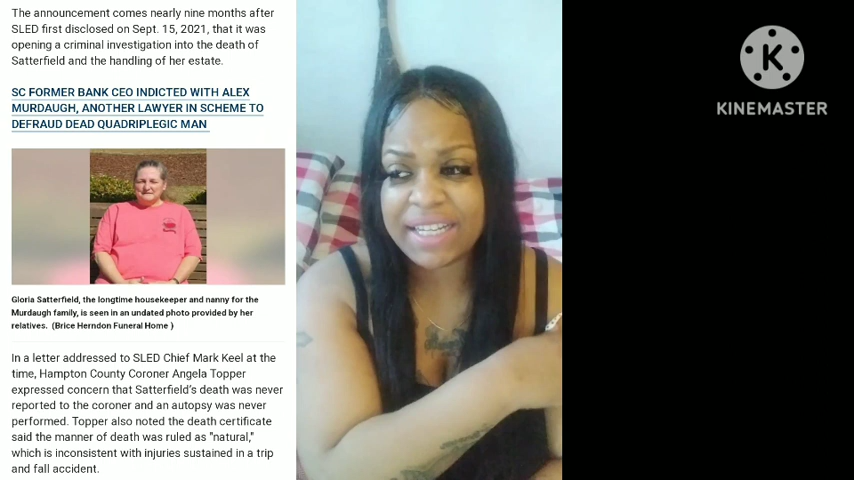 The announcement comes nearly nine months after
SLED first disclosed on Sept. 15, 2021, that it was
opening a criminal investigation into the death of
Satterfield and the handling of her estate.
SC FORMER BANK CEO INDICTED WITH ALEX
MURDAUGH, ANOTHER LAWYER IN SCHEME TO
DEFRAUD DEAD QUADRIPLEGIC MAN
Gloria Satterfield, the longtime housekeeper and nanny for the
Murdaugh family, is seen in an undated photo provided by her
relatives. (Brice Herndon Funeral Home )
In a letter addressed to SLED Chief Mark Keel at the
time, Hampton County Coroner Angela Topper
expressed concern that Satterfield's death was never
reported to the coroner and an autopsy was never
performed. Topper also noted the death certificate
said the manner of death was ruled as "natural,"
which is inconsistent with injuries sustained in a trip
and fall accident.
K
KINEMASTER